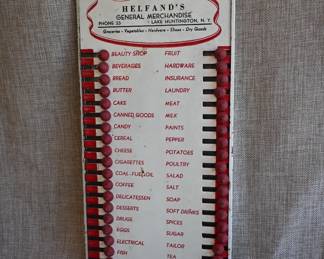 HELFAND'S
GENERAL MERCHANDISE
PHONE 55 LAKE HUNTINGTON, N. Y.
Groceries - Vegetables - Hardware - Shoes - Dry Goods
BEAUTY SHOP FRUIT
BEVERAGES HARDWARE
BREAD INSURANCE
BUTTER LAUNDRY
CAKE MEAT
CANNED GOODS MILK
CANDY PAINTS
CEREAL PEPPER
CHEESE POTATOES
CIGARETTES POULTRY
COAL-FUEL OIL SALAD
COFFEE SALT
DELICATESSEN SOAP
DESSERTS SOFT DRINKS
DRUGS SPICES
EGGS SUGAR
ELECTRICAL TAILOR
FISH TEA